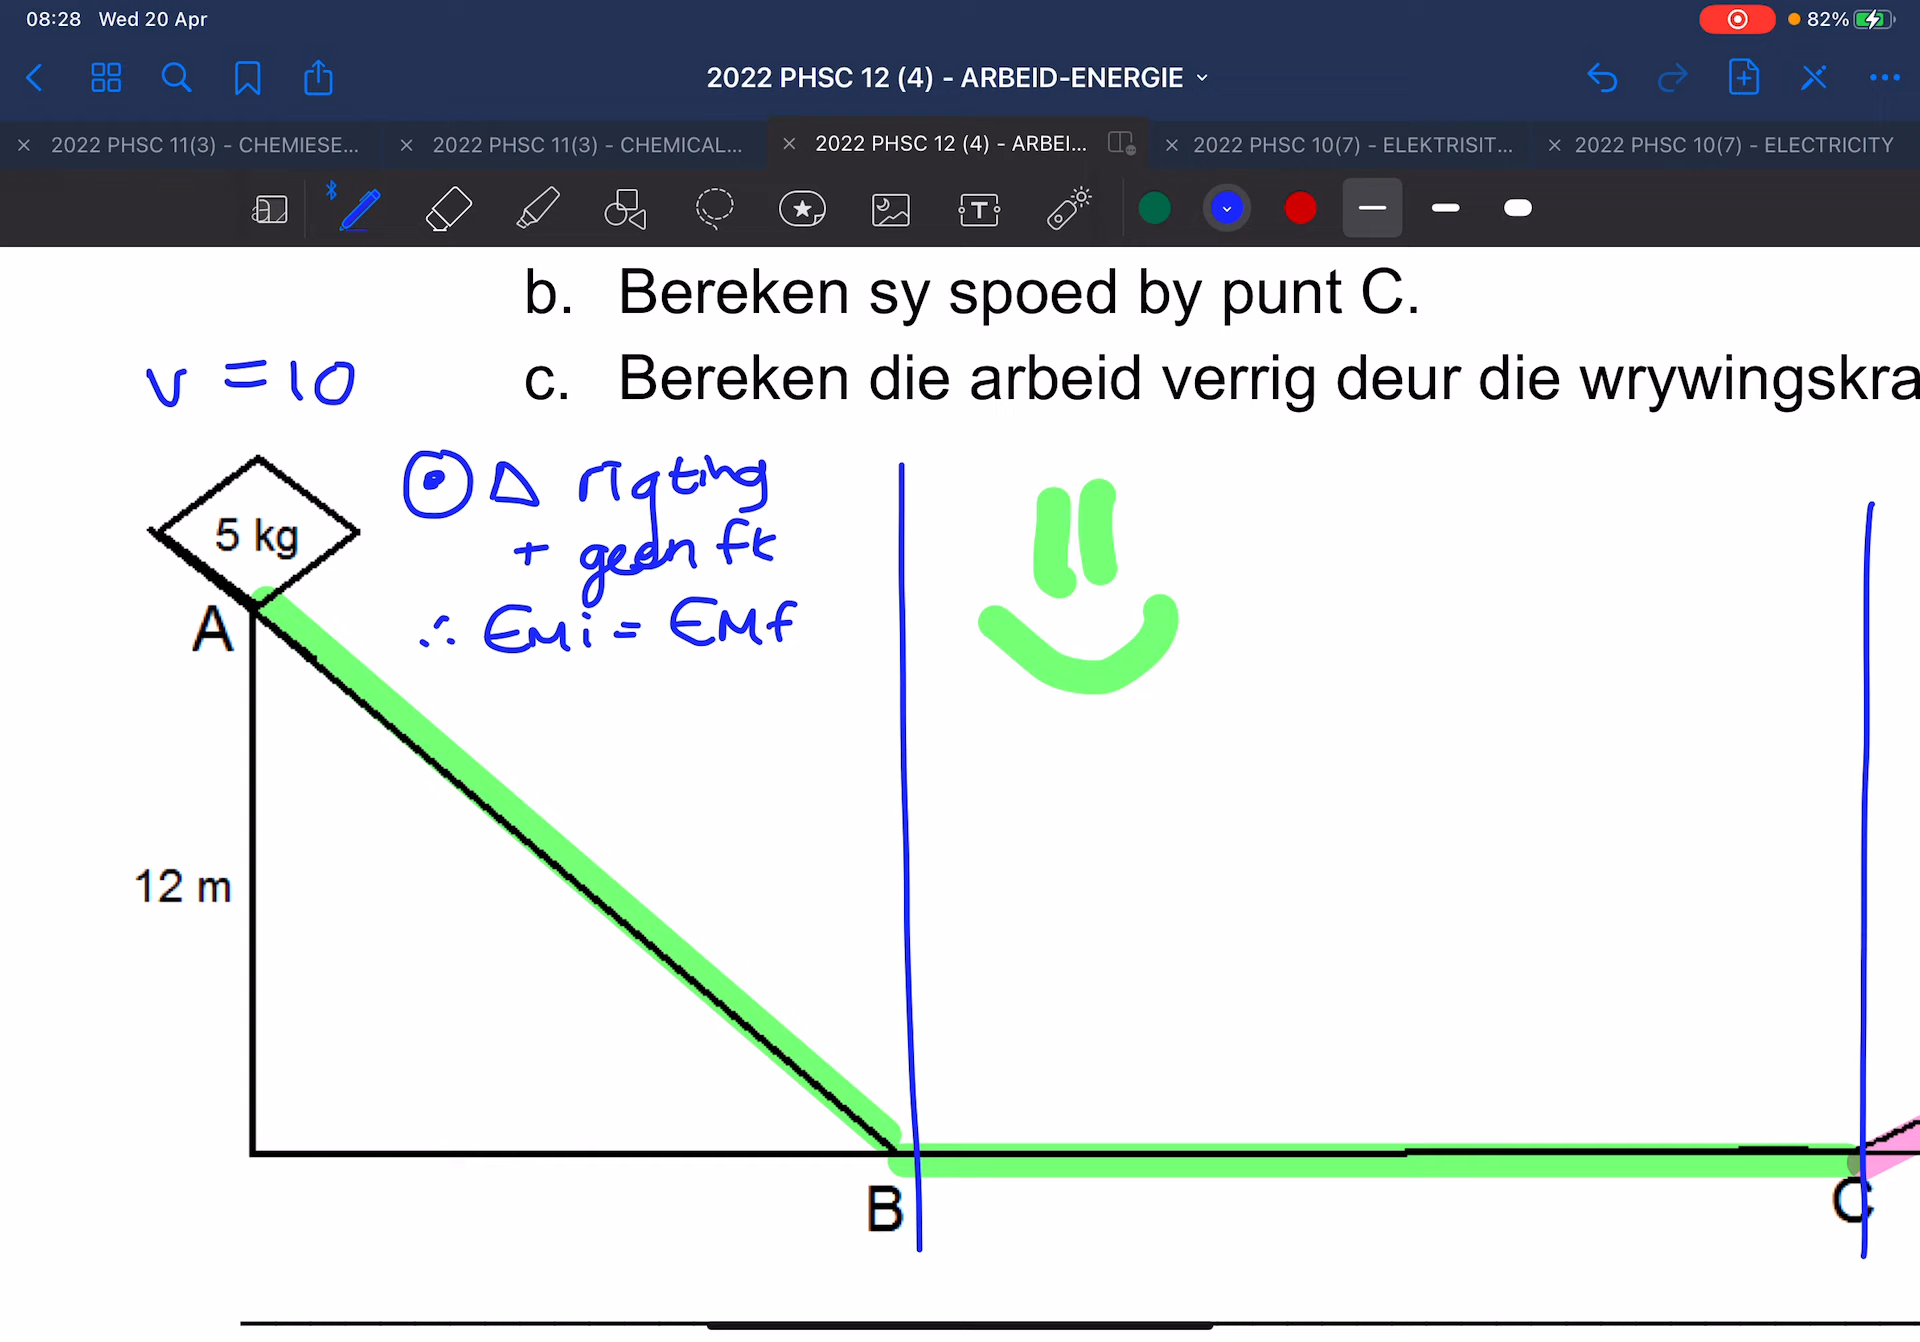 08:28 Wed 20 Apr
82%
2022 PHSC 12 (4) - ARBEID-ENERGIE
2022 PHSC 11(3) - CHEMIESE...
2022 PHSC 11(3) - CHEMICAL...
2022 PHSC 12 (4) - ARBEI...
2022 PHSC 10(7) - ELEKTRISIT...
2022 PHSC 10(7) - ELECTRICITY
b. Bereken sy spoed by punt C.
c. Bereken die arbeid verrig deur die wrywingskra
v = 10
Δ rigting
+ geen fk
∴ EMi = EMf
5 kg
A
12 m
B
C